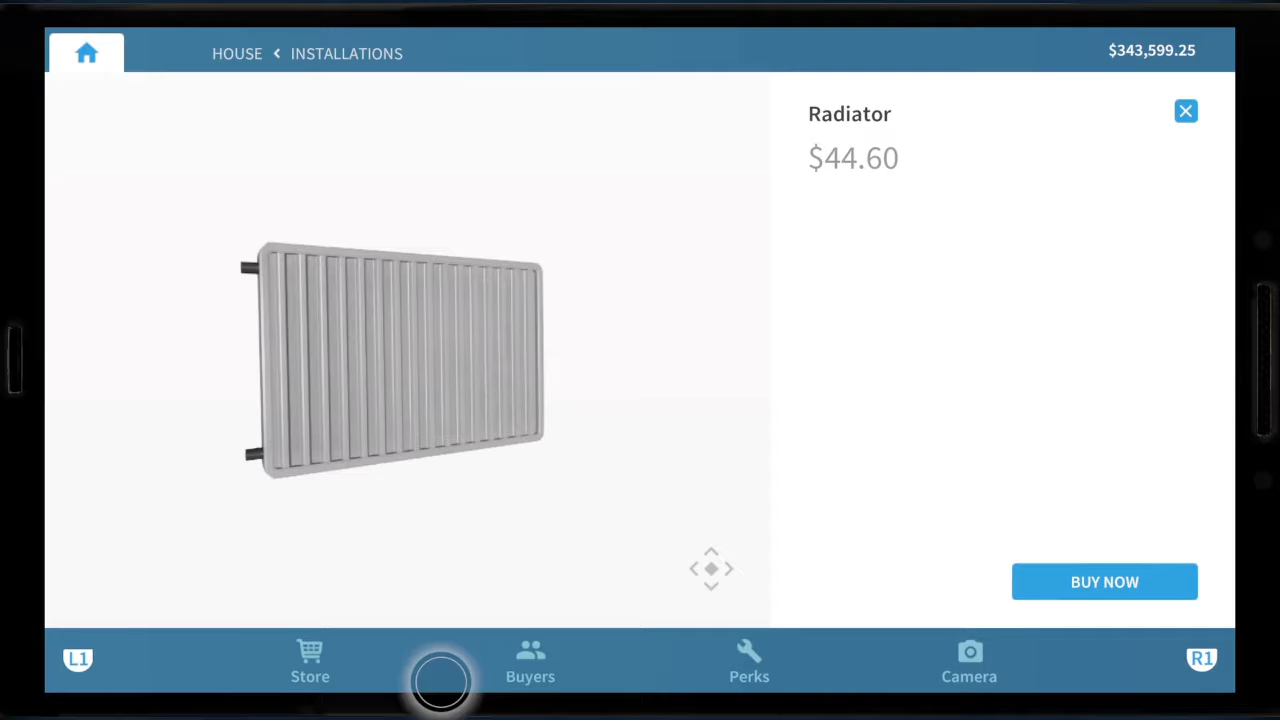 HOUSE < INSTALLATIONS
$343,599.25
Radiator
$44.60
BUY NOW
L1
Store
Buyers
Perks
Camera
R1